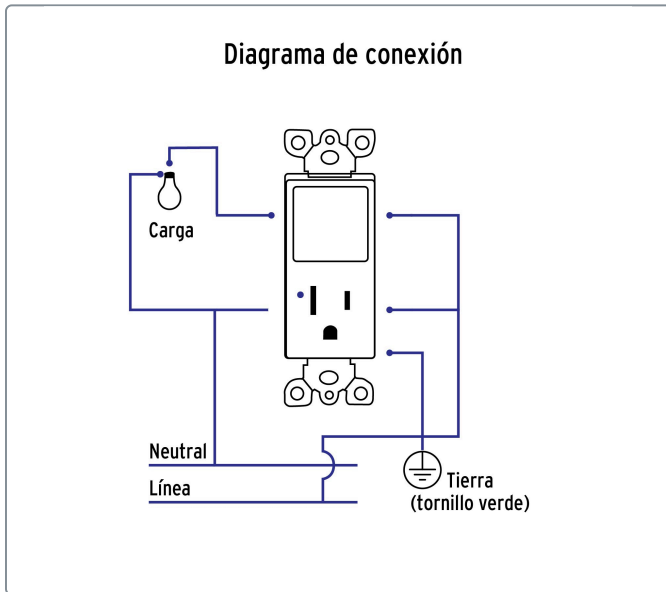 Diagrama de conexión
Carga
Neutral
Línea
Tierra
(tornillo verde)